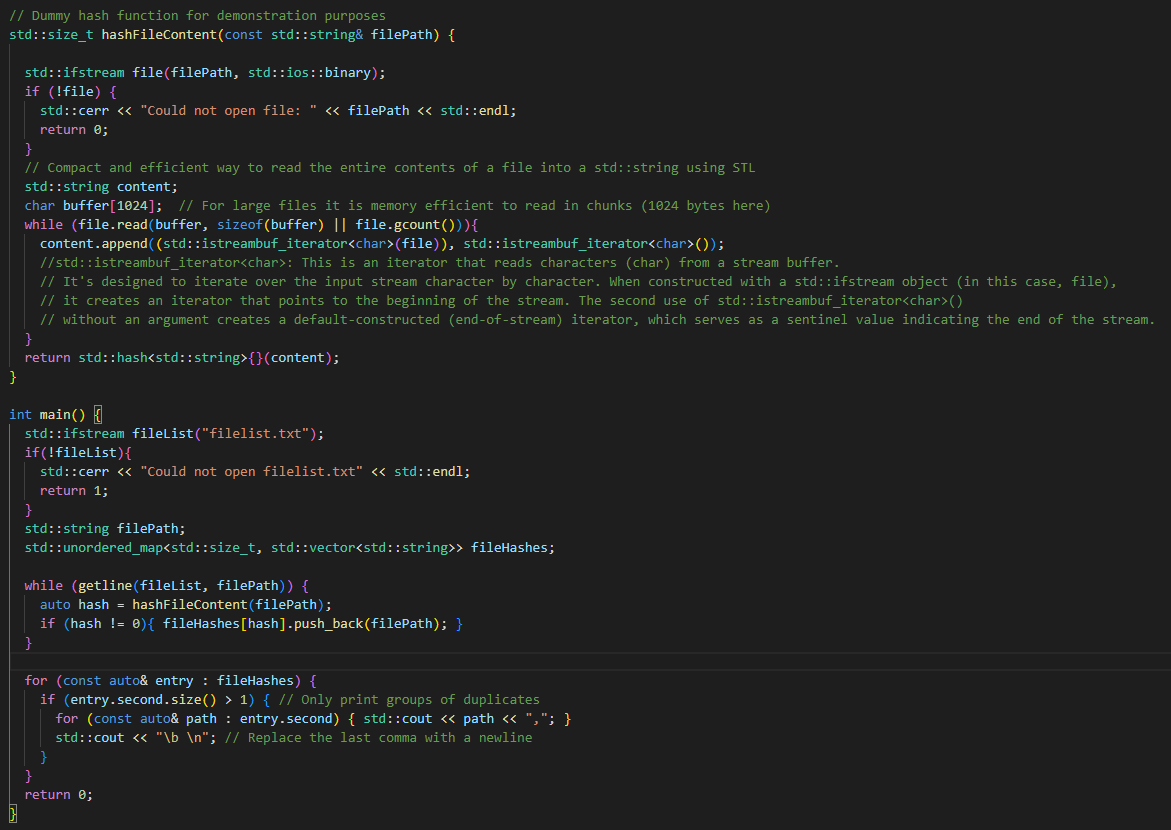 // Dummy hash function for demonstration purposes
std::size_t hashFileContent(const std::string& filePath) {
std::ifstream file(filePath, std::ios::binary);
if (!file) {
std::cerr << "Could not open file: " << filePath << std::endl;
return 0;
}
// Compact and efficient way to read the entire contents of a file into a std::string using STL
std::string content;
char buffer[1024];  // For large files it is memory efficient to read in chunks (1024 bytes here)
while (file.read(buffer, sizeof(buffer) || file.gcount())){
content.append((std::istreambuf_iterator<char>(file)), std::istreambuf_iterator<char>());
//std::istreambuf_iterator<char>: This is an iterator that reads characters (char) from a stream buffer.
// It's designed to iterate over the input stream character by character. When constructed with a std::ifstream object (in this case, file),
// it creates an iterator that points to the beginning of the stream. The second use of std::istreambuf_iterator<char>()
// without an argument creates a default-constructed (end-of-stream) iterator, which serves as a sentinel value indicating the end of the stream.
}
return std::hash<std::string>{}(content);
}
int main() {
std::ifstream fileList("filelist.txt");
if(!fileList){
std::cerr << "Could not open filelist.txt" << std::endl;
return 1;
}
std::string filePath;
std::unordered_map<std::size_t, std::vector<std::string>> fileHashes;
while (getline(fileList, filePath)) {
auto hash = hashFileContent(filePath);
if (hash != 0){ fileHashes[hash].push_back(filePath); }
}
for (const auto& entry : fileHashes) {
if (entry.second.size() > 1) { // Only print groups of duplicates
for (const auto& path : entry.second) { std::cout << path << ","; }
std::cout << "\b \n"; // Replace the last comma with a newline
}
}
return 0;
}